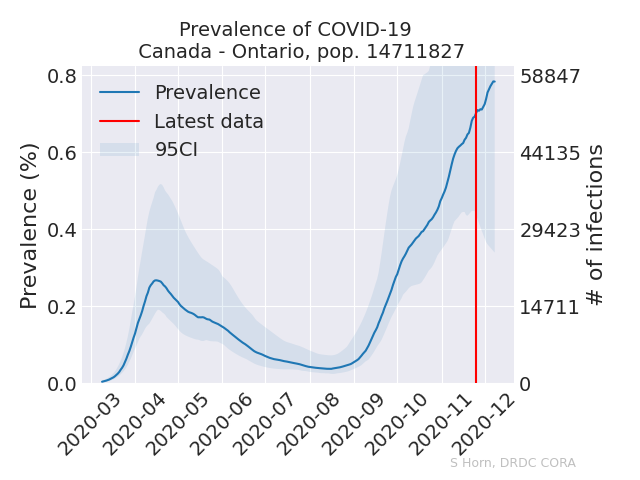 Prevalence of COVID-19
Canada - Ontario, pop. 14711827
Prevalence
Latest data
95CI
Prevalence (%)
0.8
0.6
0.4
0.2
0.0
58847
44135
29423
14711
0
# of infections
2020-03
2020-04
2020-05
2020-06
2020-07
2020-08
2020-09
2020-10
2020-11
2020-12
S Horn, DRDC CORA